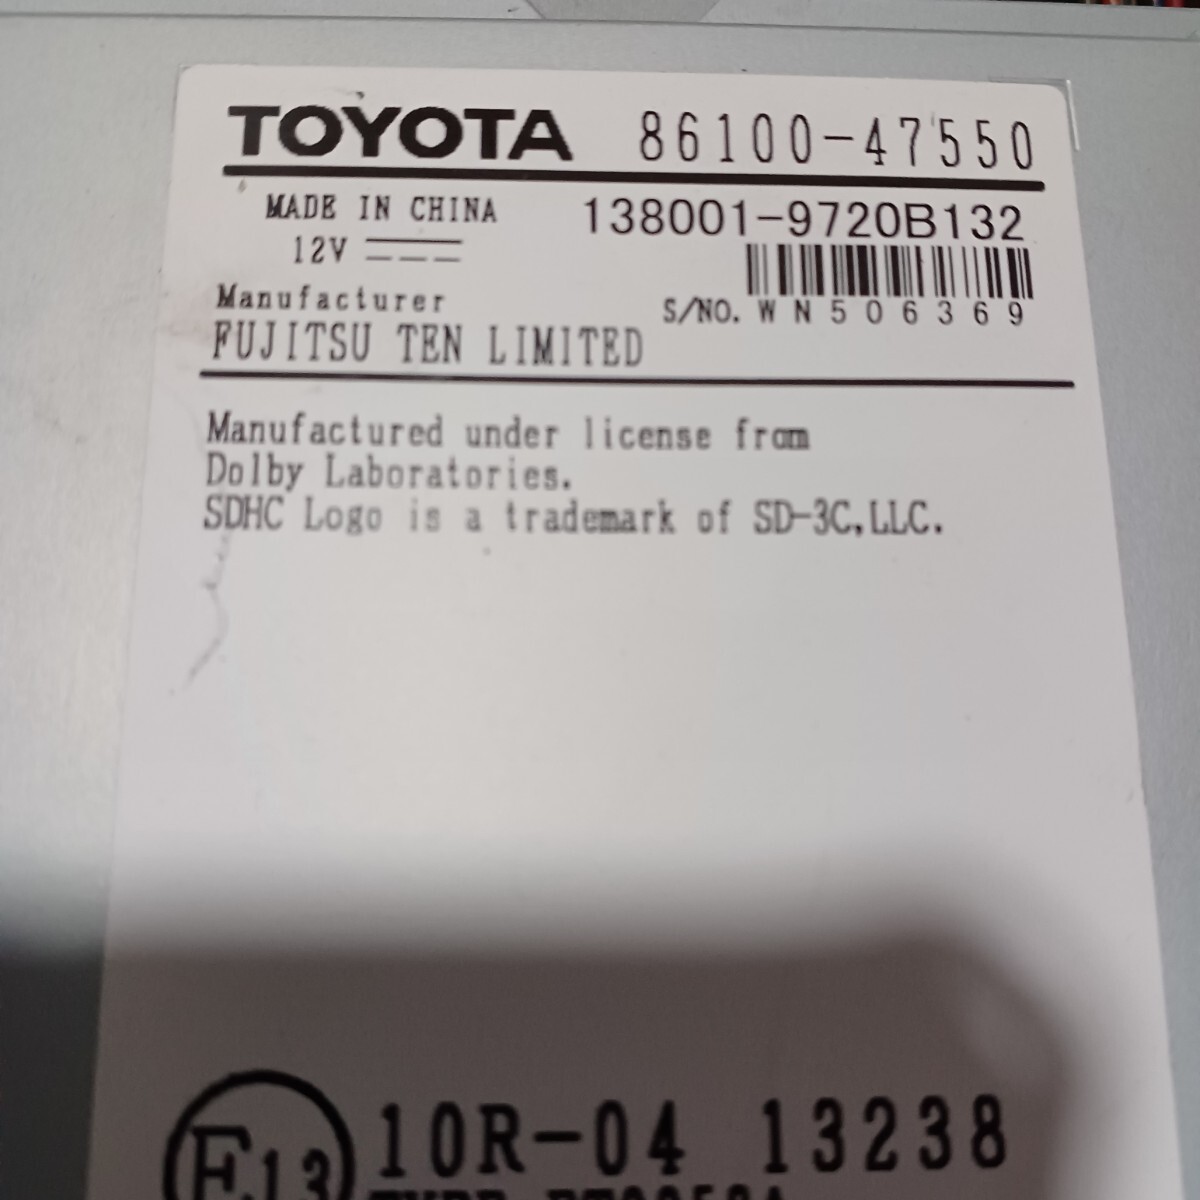 TOYOTA 86100-47550
MADE IN CHINA 138001-9720B132
12V
Manufacturer S/NO. WN506369
FUJITSU TEN LIMITED
Manufactured under license from
Dolby Laboratories.
SDHC Logo is a trademark of SD-3C,LLC.
E13 10R-04 13238